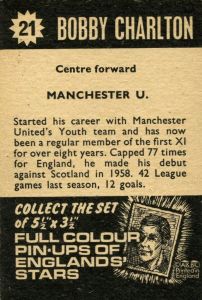 21 BOBBY CHARLTON
Centre forward
MANCHESTER U.
Started his career with Manchester
United's Youth team and has now
been a regular member of the first XI
for over eight years. Capped 77 times
for England, he made his debut
against Scotland in 1958. 42 League
games last season, 12 goals.
COLLECT THE SET
OF 5½"x 3½"
FULL COLOUR
PIN-UPS OF
ENGLANDS'
STARS
© A.& B.C.
Printed in
England